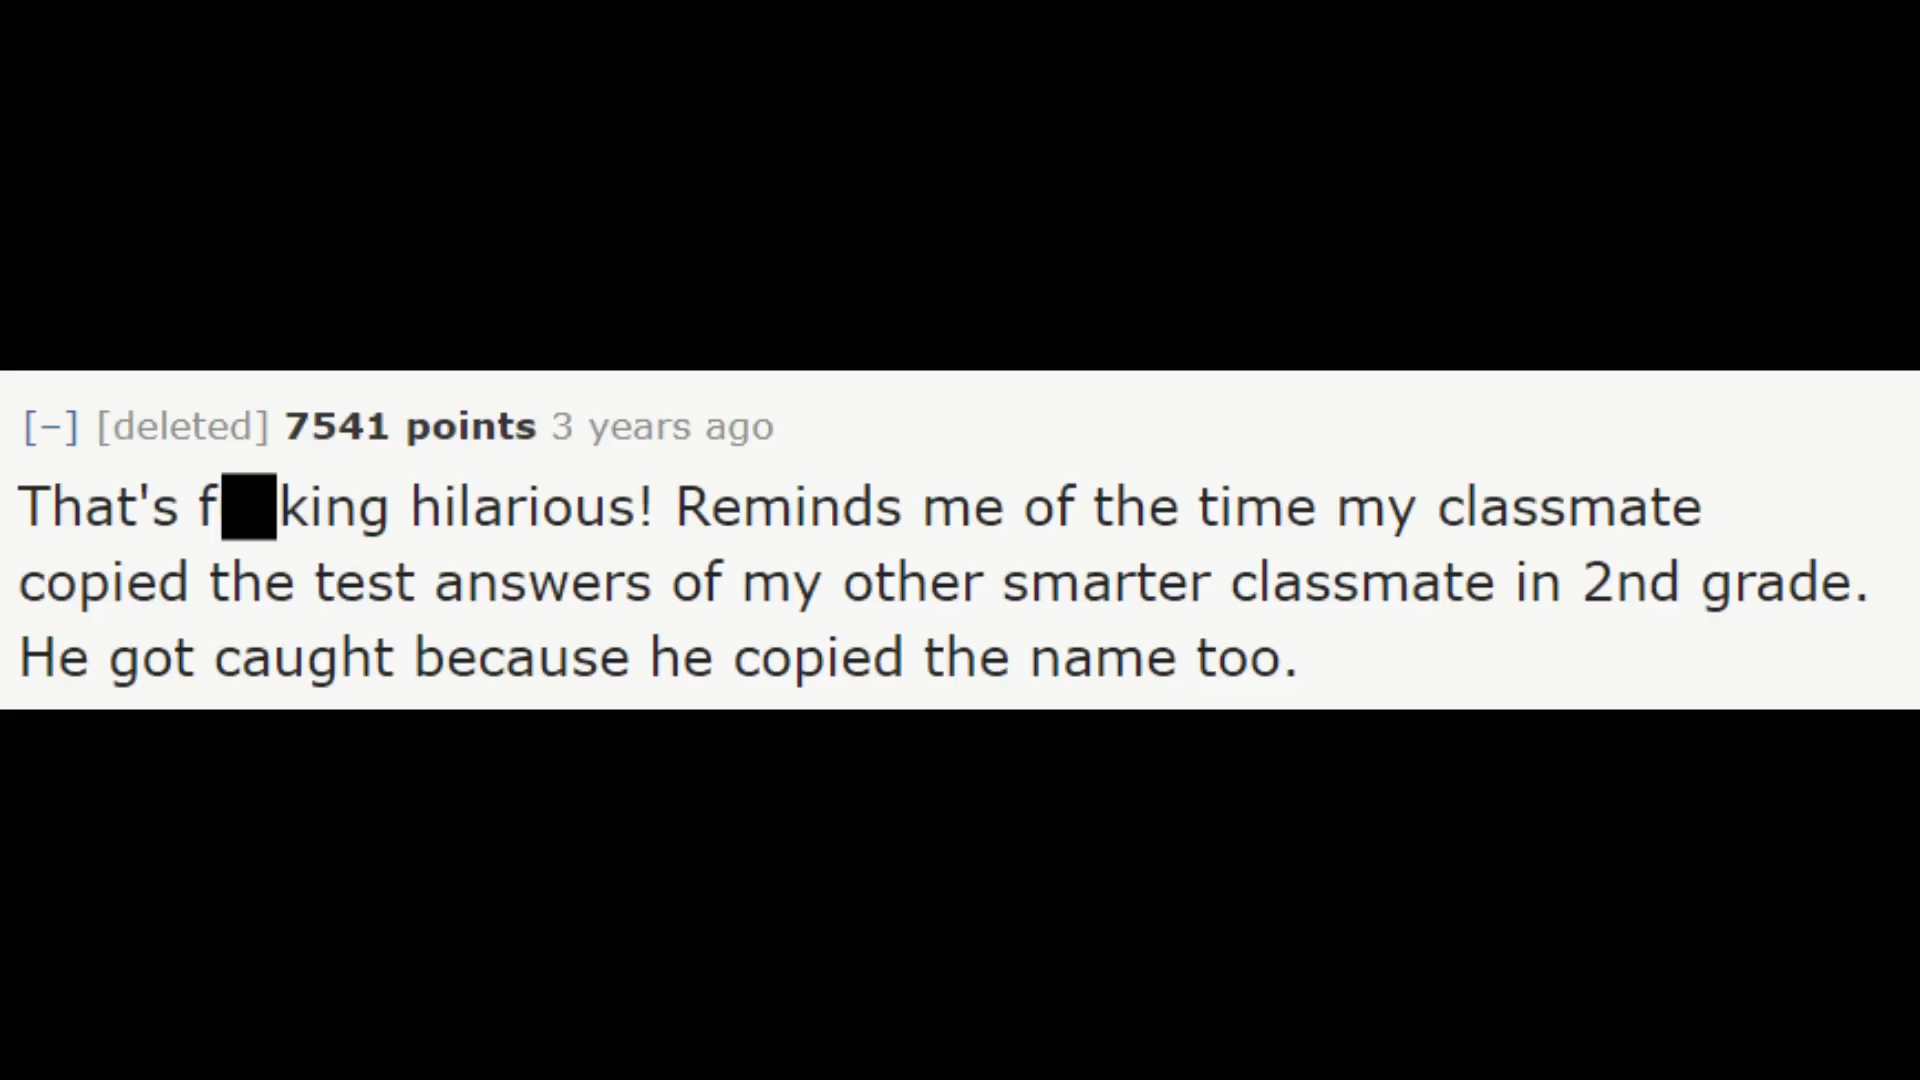 [−] [deleted] 7541 points 3 years ago
That's f██king hilarious! Reminds me of the time my classmate
copied the test answers of my other smarter classmate in 2nd grade.
He got caught because he copied the name too.